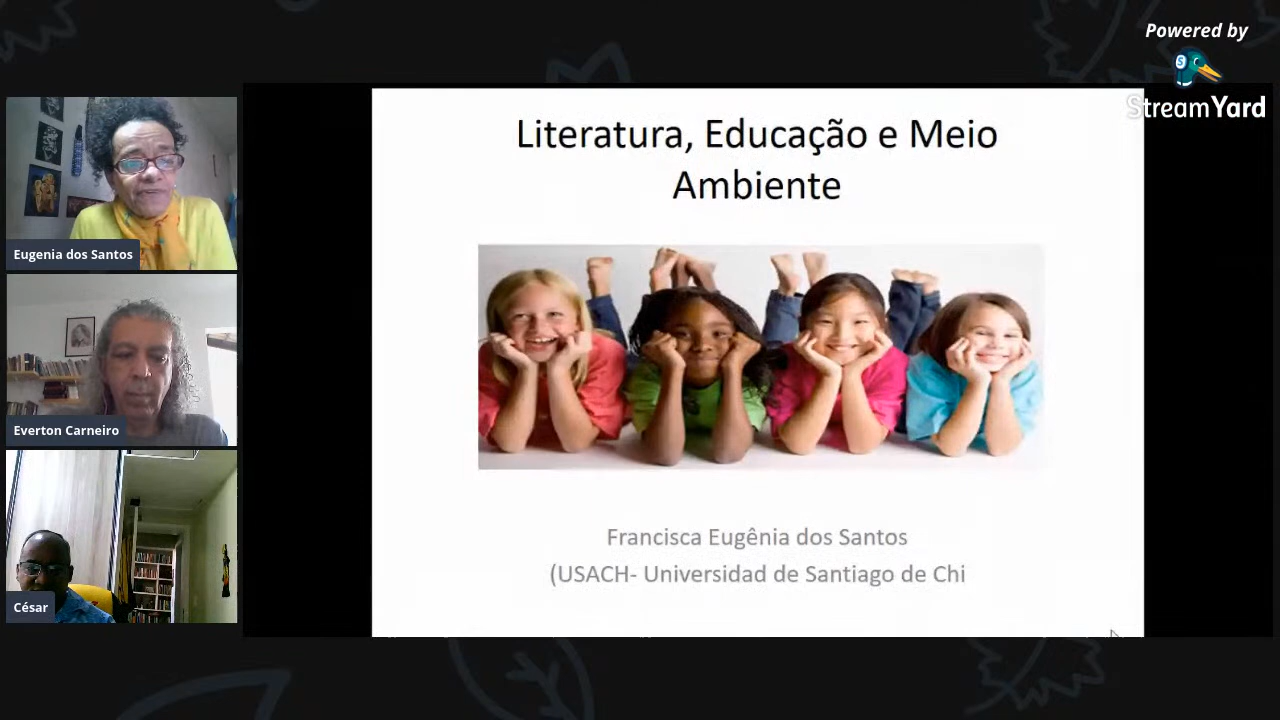 Powered by
StreamYard
Literatura, Educação e Meio
Ambiente
Eugenia dos Santos
Everton Carneiro
César
Francisca Eugênia dos Santos
(USACH- Universidad de Santiago de Chi